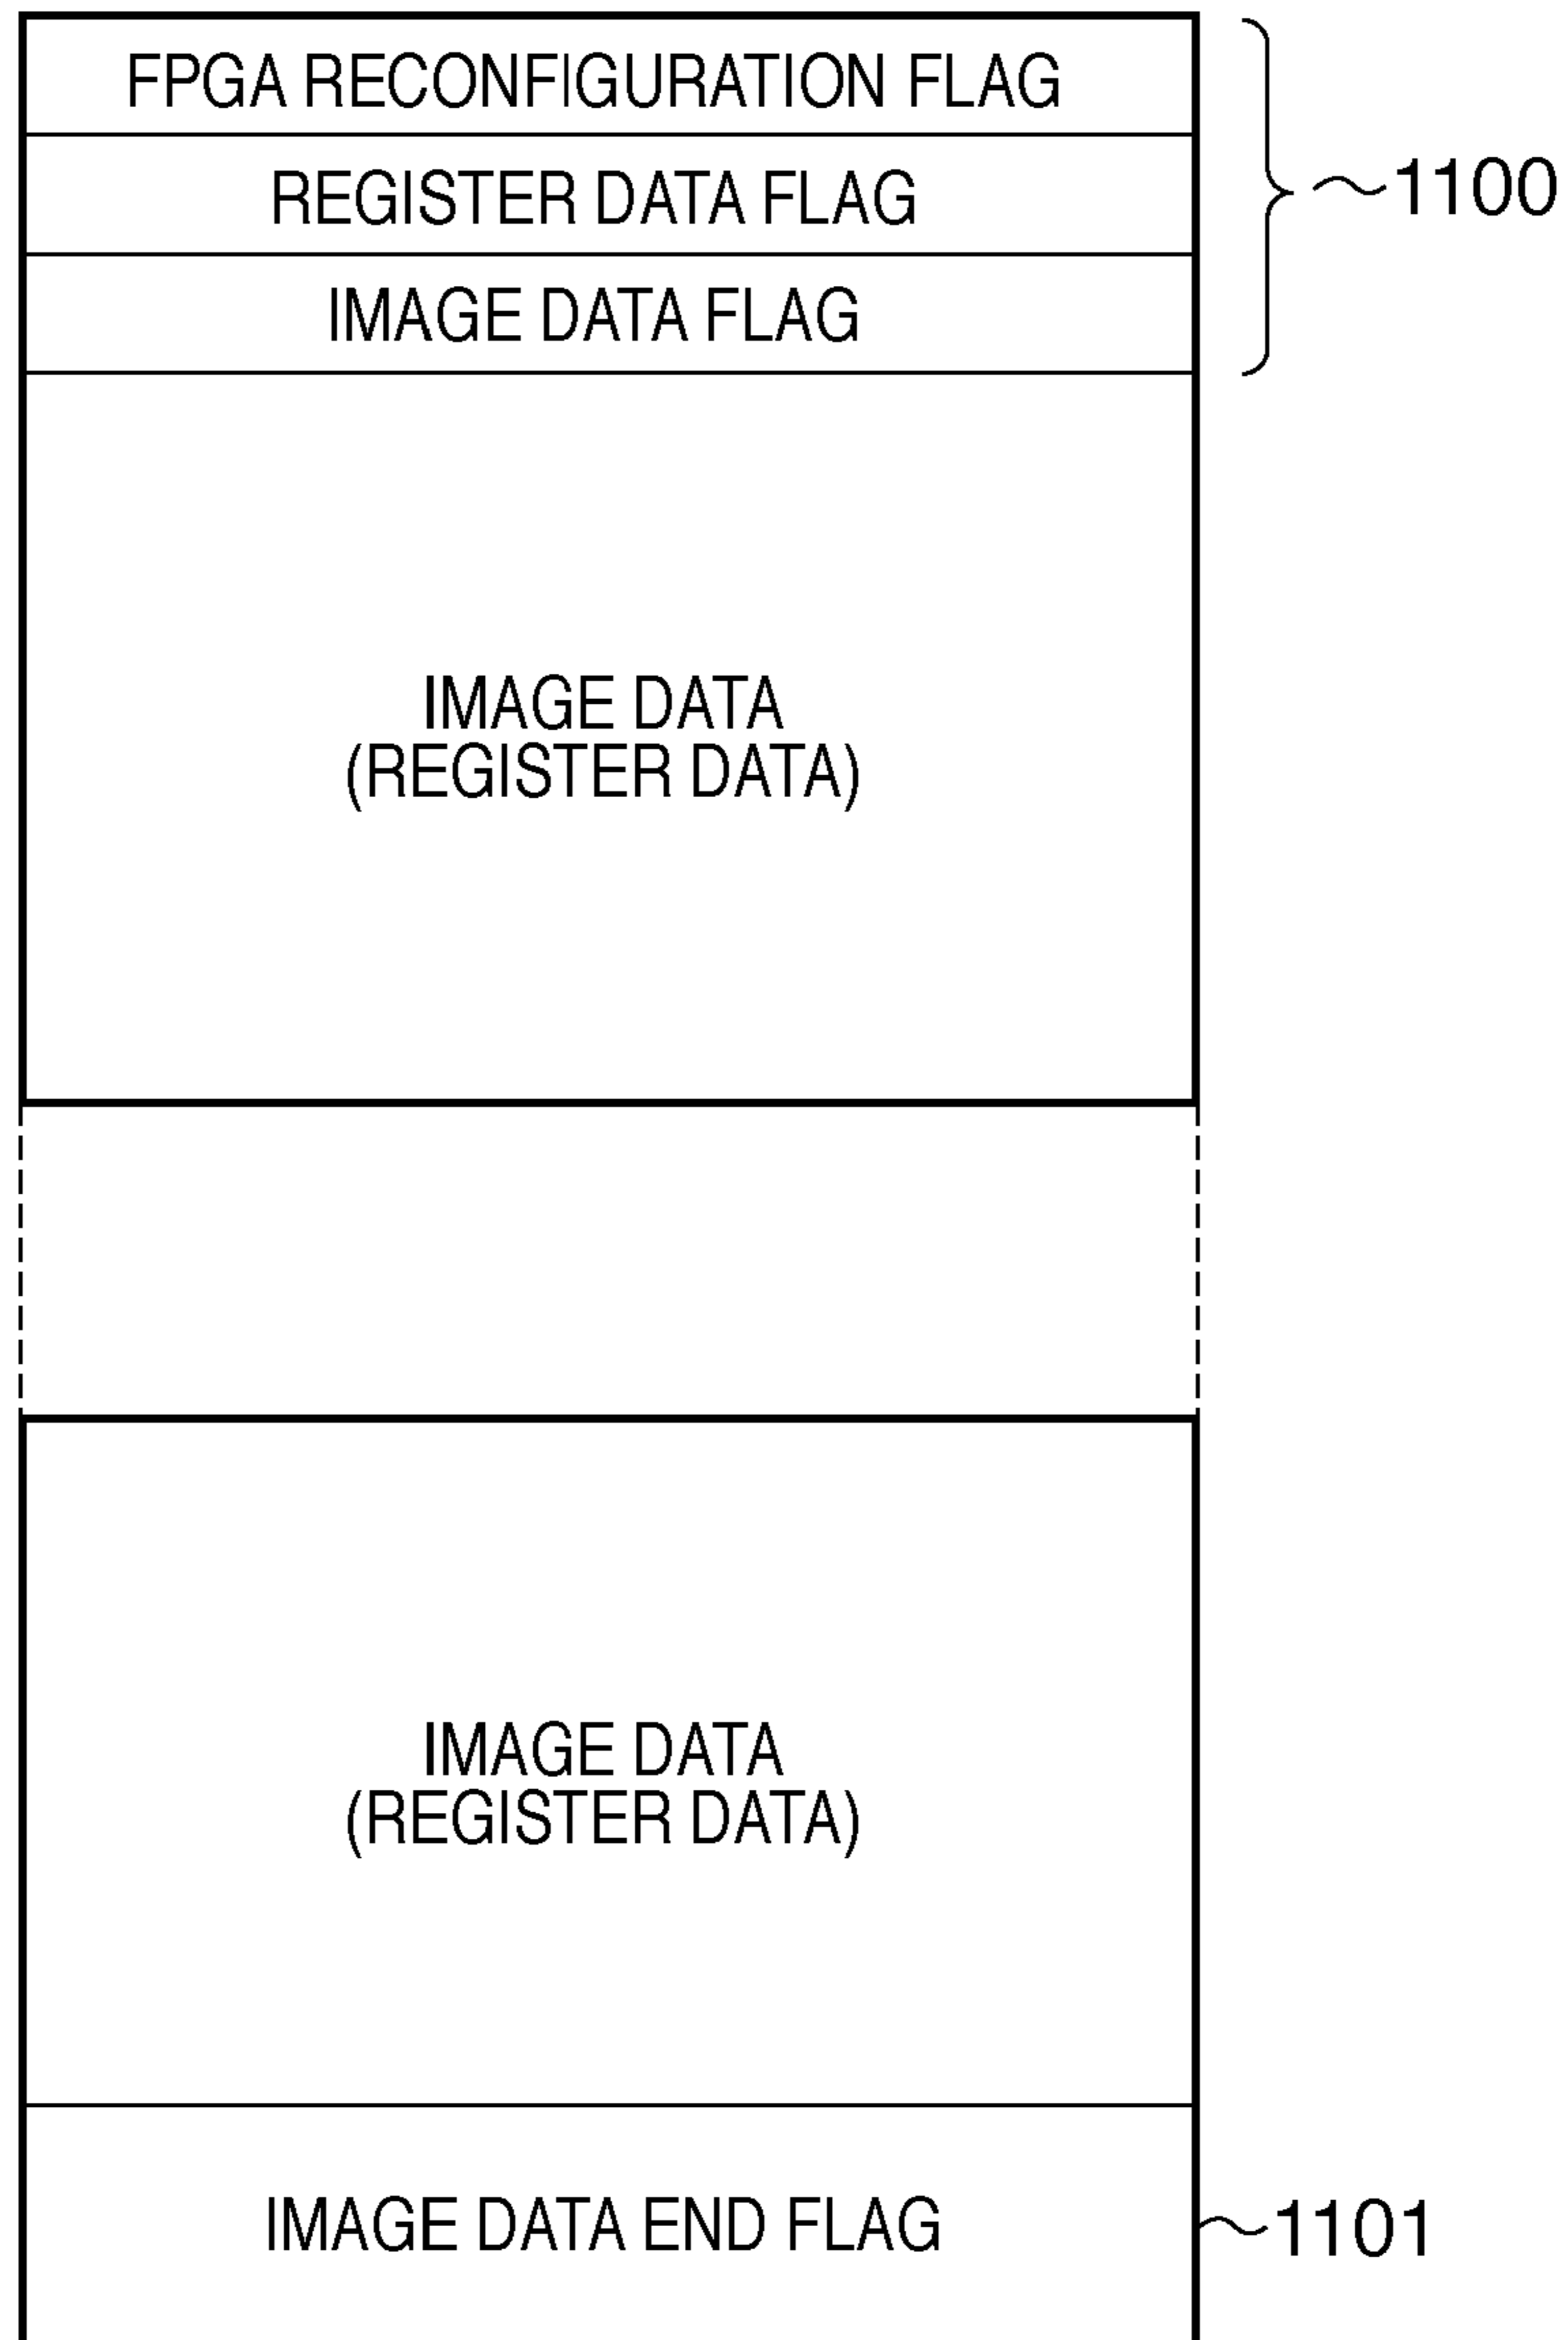 FPGA RECONFIGURATION FLAG
REGISTER DATA FLAG
IMAGE DATA FLAG
1100
IMAGE DATA
(REGISTER DATA)
IMAGE DATA
(REGISTER DATA)
IMAGE DATA END FLAG
1101